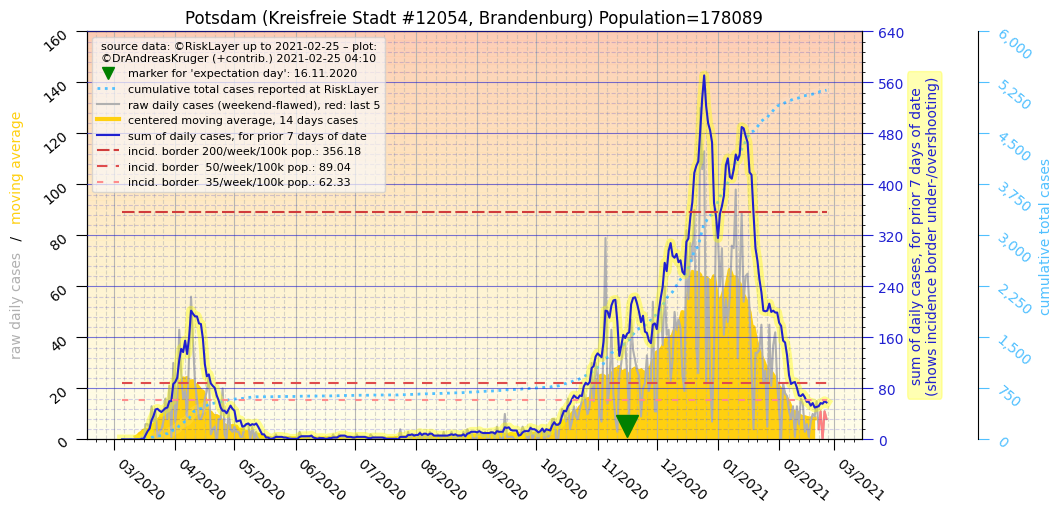 Potsdam (Kreisfreie Stadt #12054, Brandenburg) Population=178089
source data: ©RiskLayer up to 2021-02-25 – plot:
©DrAndreasKruger (+contrib.) 2021-02-25 04:10
marker for 'expectation day': 16.11.2020
cumulative total cases reported at RiskLayer
raw daily cases (weekend-flawed), red: last 5
centered moving average, 14 days cases
sum of daily cases, for prior 7 days of date
incid. border 200/week/100k pop.: 356.18
incid. border  50/week/100k pop.: 89.04
incid. border  35/week/100k pop.: 62.33
raw daily cases / moving average
160
140
120
100
80
60
40
20
0
640
560
480
400
320
240
160
80
0
sum of daily cases, for prior 7 days of date
(shows incidence border under-/overshooting)
6,000
5,250
4,500
3,750
3,000
2,250
1,500
750
0
cumulative total cases
03/2020
04/2020
05/2020
06/2020
07/2020
08/2020
09/2020
10/2020
11/2020
12/2020
01/2021
02/2021
03/2021